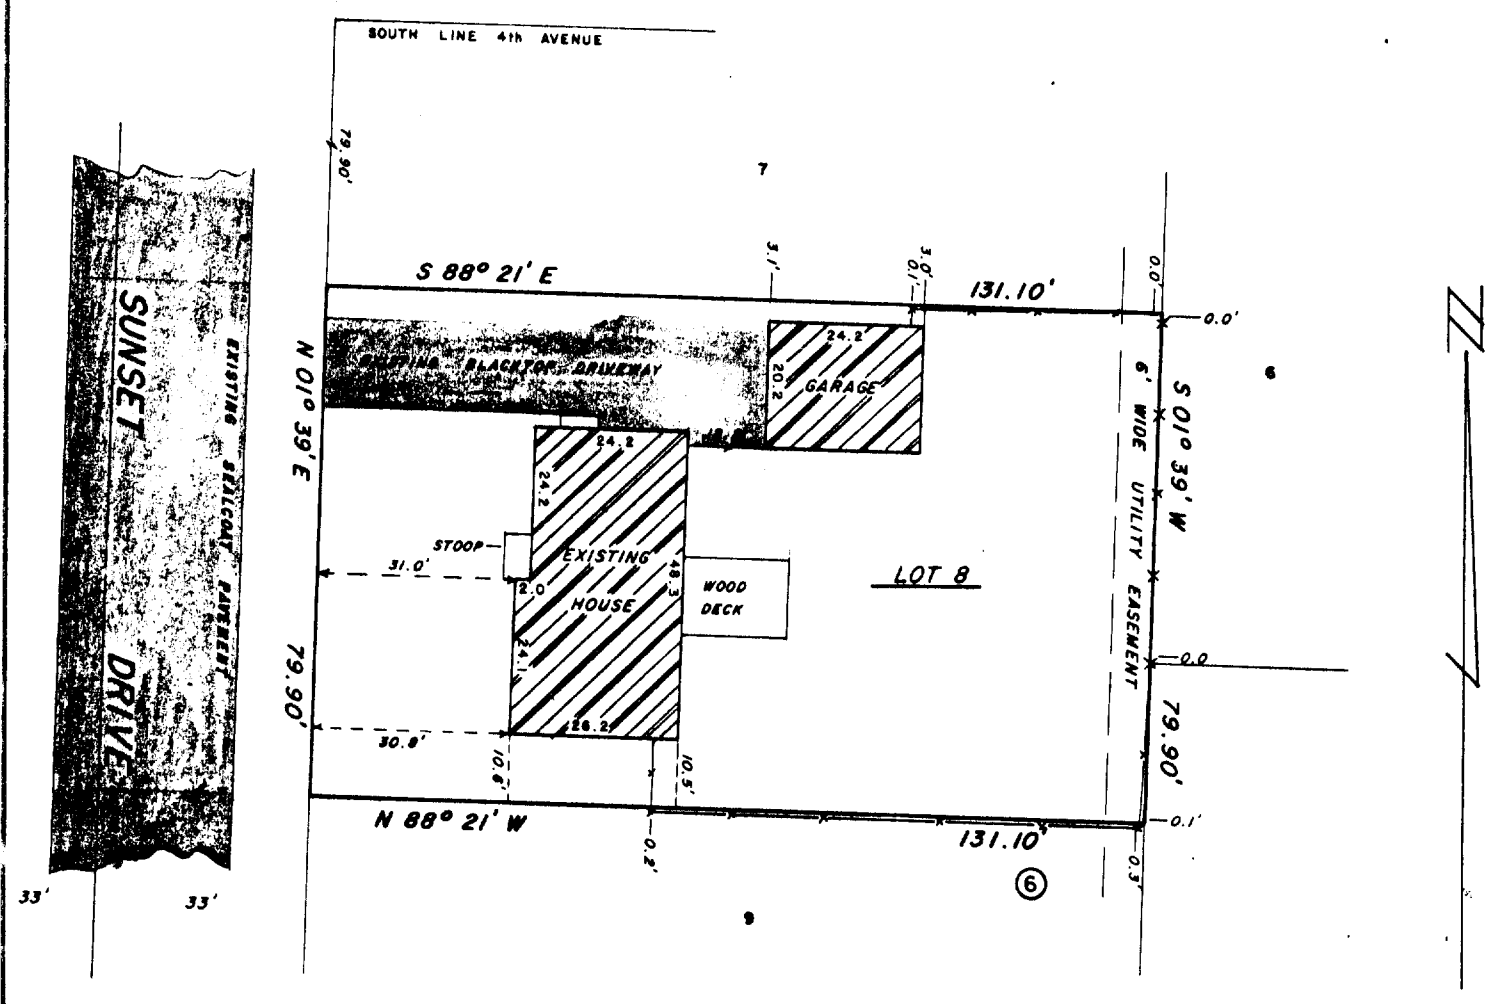 SOUTH LINE 4th AVENUE
79.90'
7
S 88° 21' E
3.1'
3.0'
0.1'
131.10'
0.0'
0.0'
EXISTING BLACKTOP DRIVEWAY
24.2
20.2
GARAGE
6
N 01° 39' E
79.90'
SUNSET DRIVE
EXISTING SEALCOAT PAVEMENT
33'
33'
24.2
24.2
STOOP
31.0'
2.0
EXISTING
HOUSE
48.3
24.1
26.2
WOOD
DECK
LOT 8
6' WIDE UTILITY EASEMENT
S 01° 39' W
79.90'
0.0
30.8'
10.6'
10.5'
N 88° 21' W
0.2'
131.10'
0.1'
0.3'
6
9